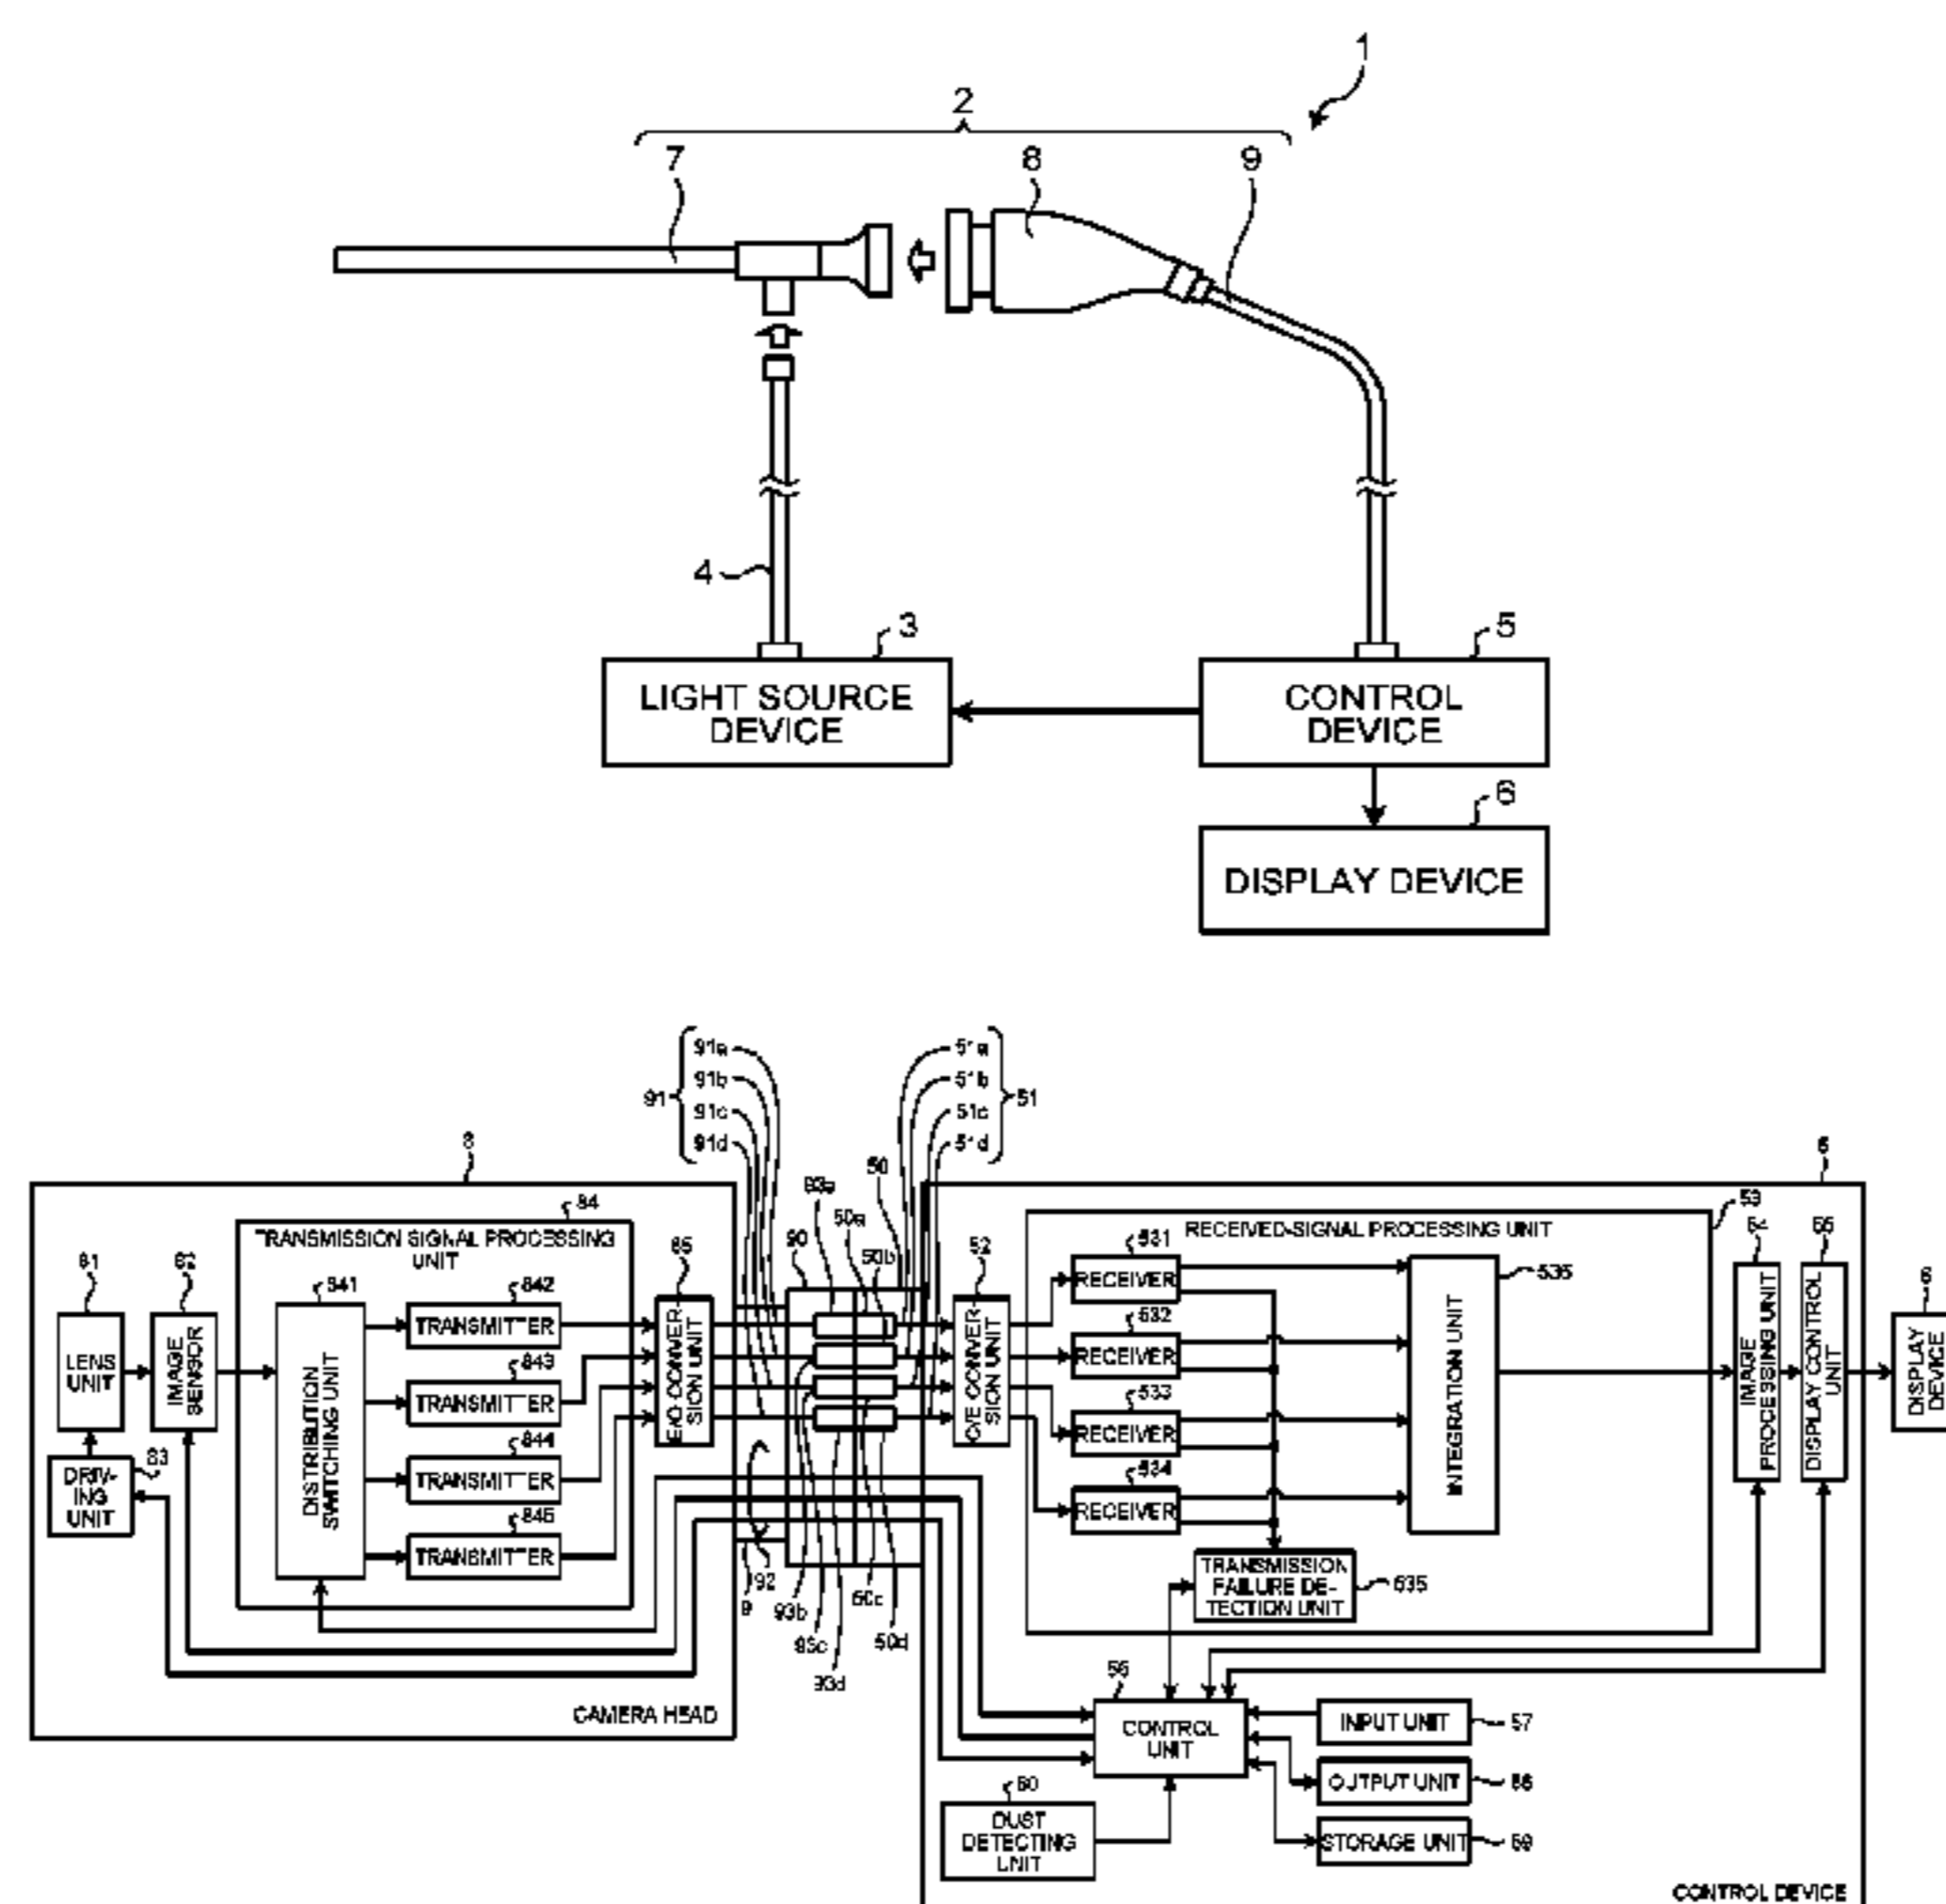 1
2
7
8
9
4
3
5
LIGHT SOURCE
DEVICE
CONTROL
DEVICE
6
DISPLAY DEVICE
91
91a
91b
91c
91d
51a
51b
51c
51d
51
8
84
TRANSMISSION SIGNAL PROCESSING
UNIT
81
LENS
UNIT
82
IMAGE
SENSOR
83
DRIV-
ING
UNIT
841
DISTRIBUTION
SWITCHING UNIT
842
TRANSMITTER
843
TRANSMITTER
844
TRANSMITTER
845
TRANSMITTER
85
E/O CONVER-
SION UNIT
CAMERA HEAD
90
93a
50
50a
50b
92
9
93b
93c
93d
50c
50d
52
O/E CONVER-
SION UNIT
53
RECEIVED-SIGNAL PROCESSING UNIT
531
RECEIVER
532
RECEIVER
533
RECEIVER
534
RECEIVER
INTEGRATION UNIT
536
TRANSMISSION
FAILURE DE-
TECTION UNIT
535
54
IMAGE
PROCESSING UNIT
55
DISPLAY CONTROL
UNIT
6
DISPLAY
DEVICE
CONTROL
UNIT
INPUT UNIT
57
OUTPUT UNIT
58
STORAGE UNIT
59
60
DUST
DETECTING
UNIT
CONTROL DEVICE